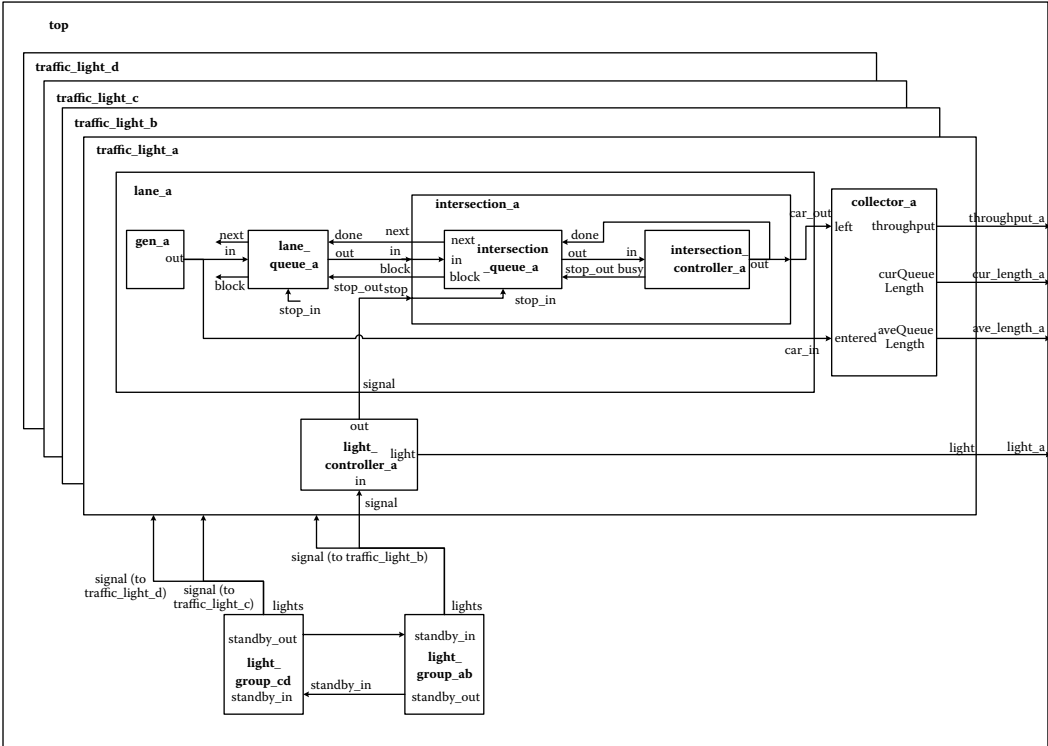 top
traffic_light_d
traffic_light_c
traffic_light_b
traffic_light_a
lane_a
intersection_a
collector_a
car_out
throughput_a
left
throughput
gen_a
out
next
in
block
lane_
queue_a
done
out
next
in
block
stop_out
stop
stop_in
next
in
block
intersection
_queue_a
done
out
in
stop_out
busy
stop_in
intersection_
controller_a
out
curQueue
Length
cur_length_a
entered
aveQueue
Length
ave_length_a
car_in
signal
out
light_
controller_a
light
in
light
light_a
signal
signal (to traffic_light_b)
signal (to
traffic_light_d)
signal (to
traffic_light_c)
lights
lights
standby_out
light_
group_cd
standby_in
standby_in
standby_in
light_
group_ab
standby_out